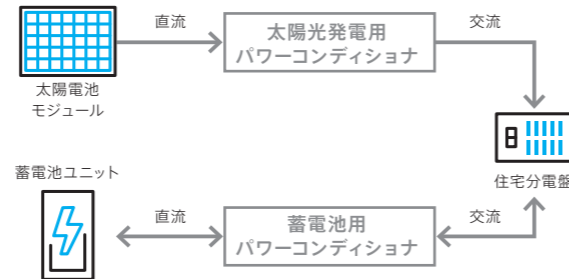 直流
太陽光発電用
パワーコンディショナ
交流
太陽電池
モジュール
住宅分電盤
蓄電池ユニット
直流
蓄電池用
パワーコンディショナ
交流